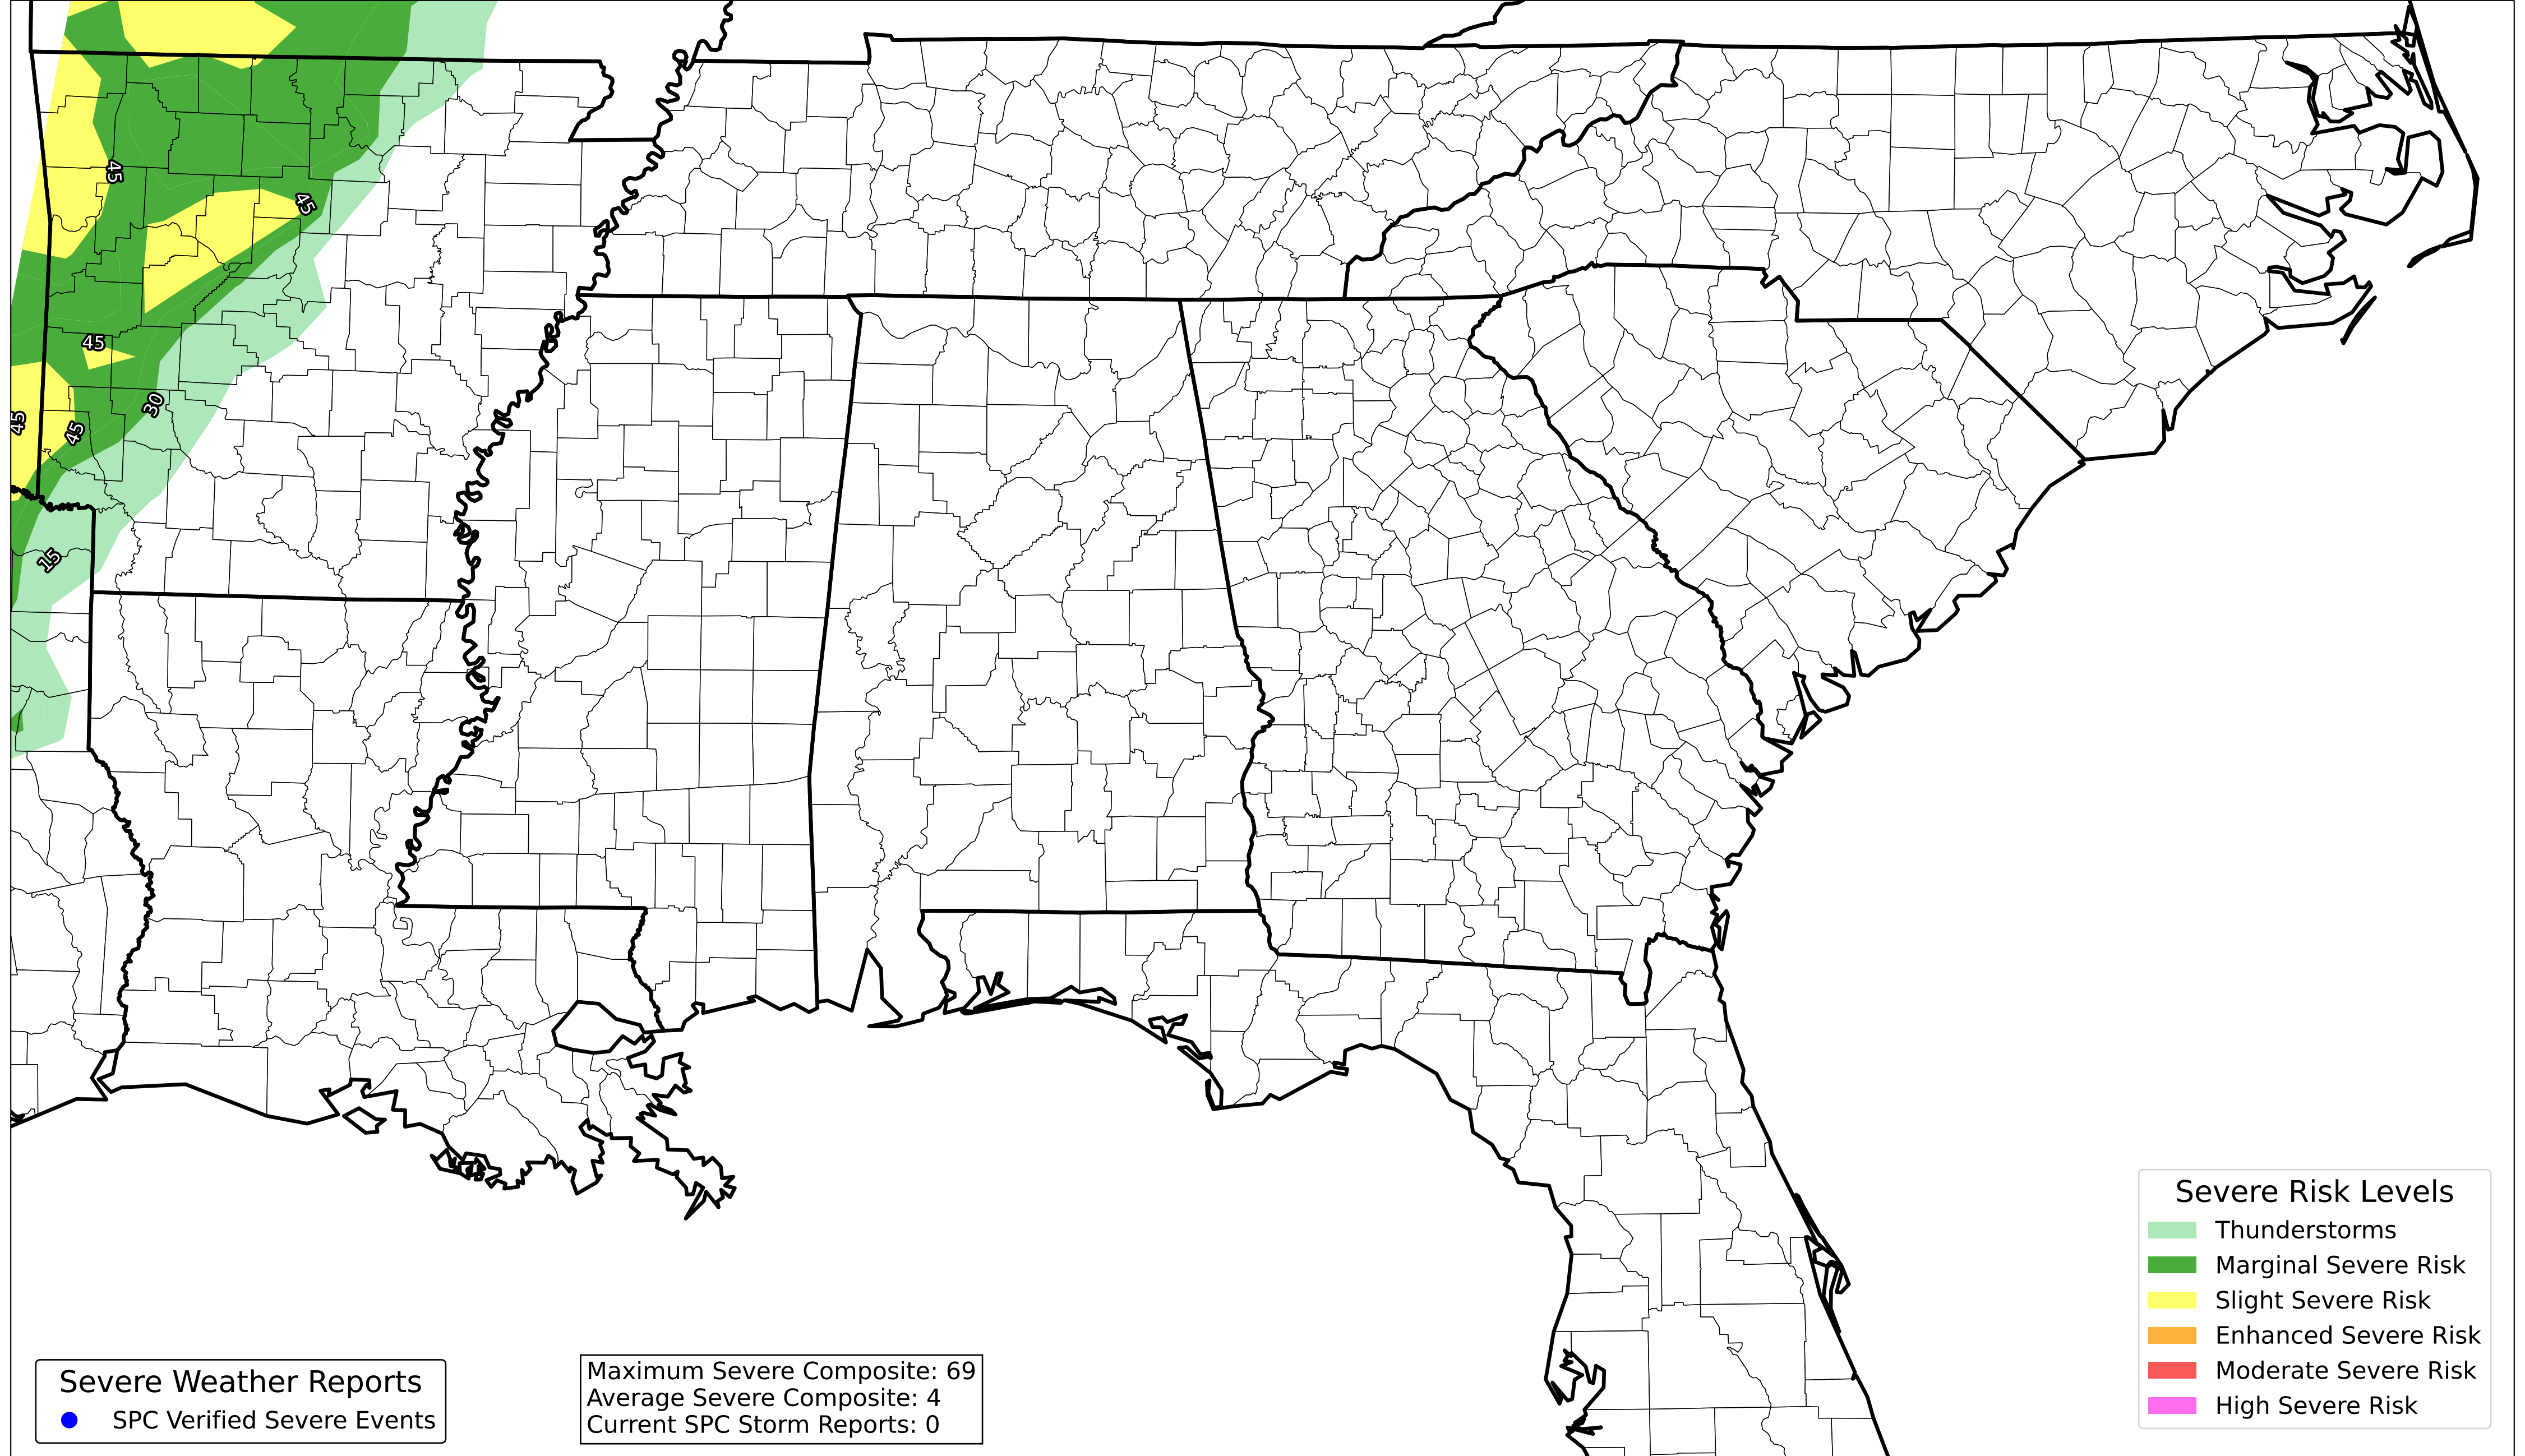 45
45
45
30
45
45
15
Severe Risk Levels
Thunderstorms
Marginal Severe Risk
Slight Severe Risk
Enhanced Severe Risk
Moderate Severe Risk
High Severe Risk
Severe Weather Reports
SPC Verified Severe Events
Maximum Severe Composite: 69
Average Severe Composite: 4
Current SPC Storm Reports: 0